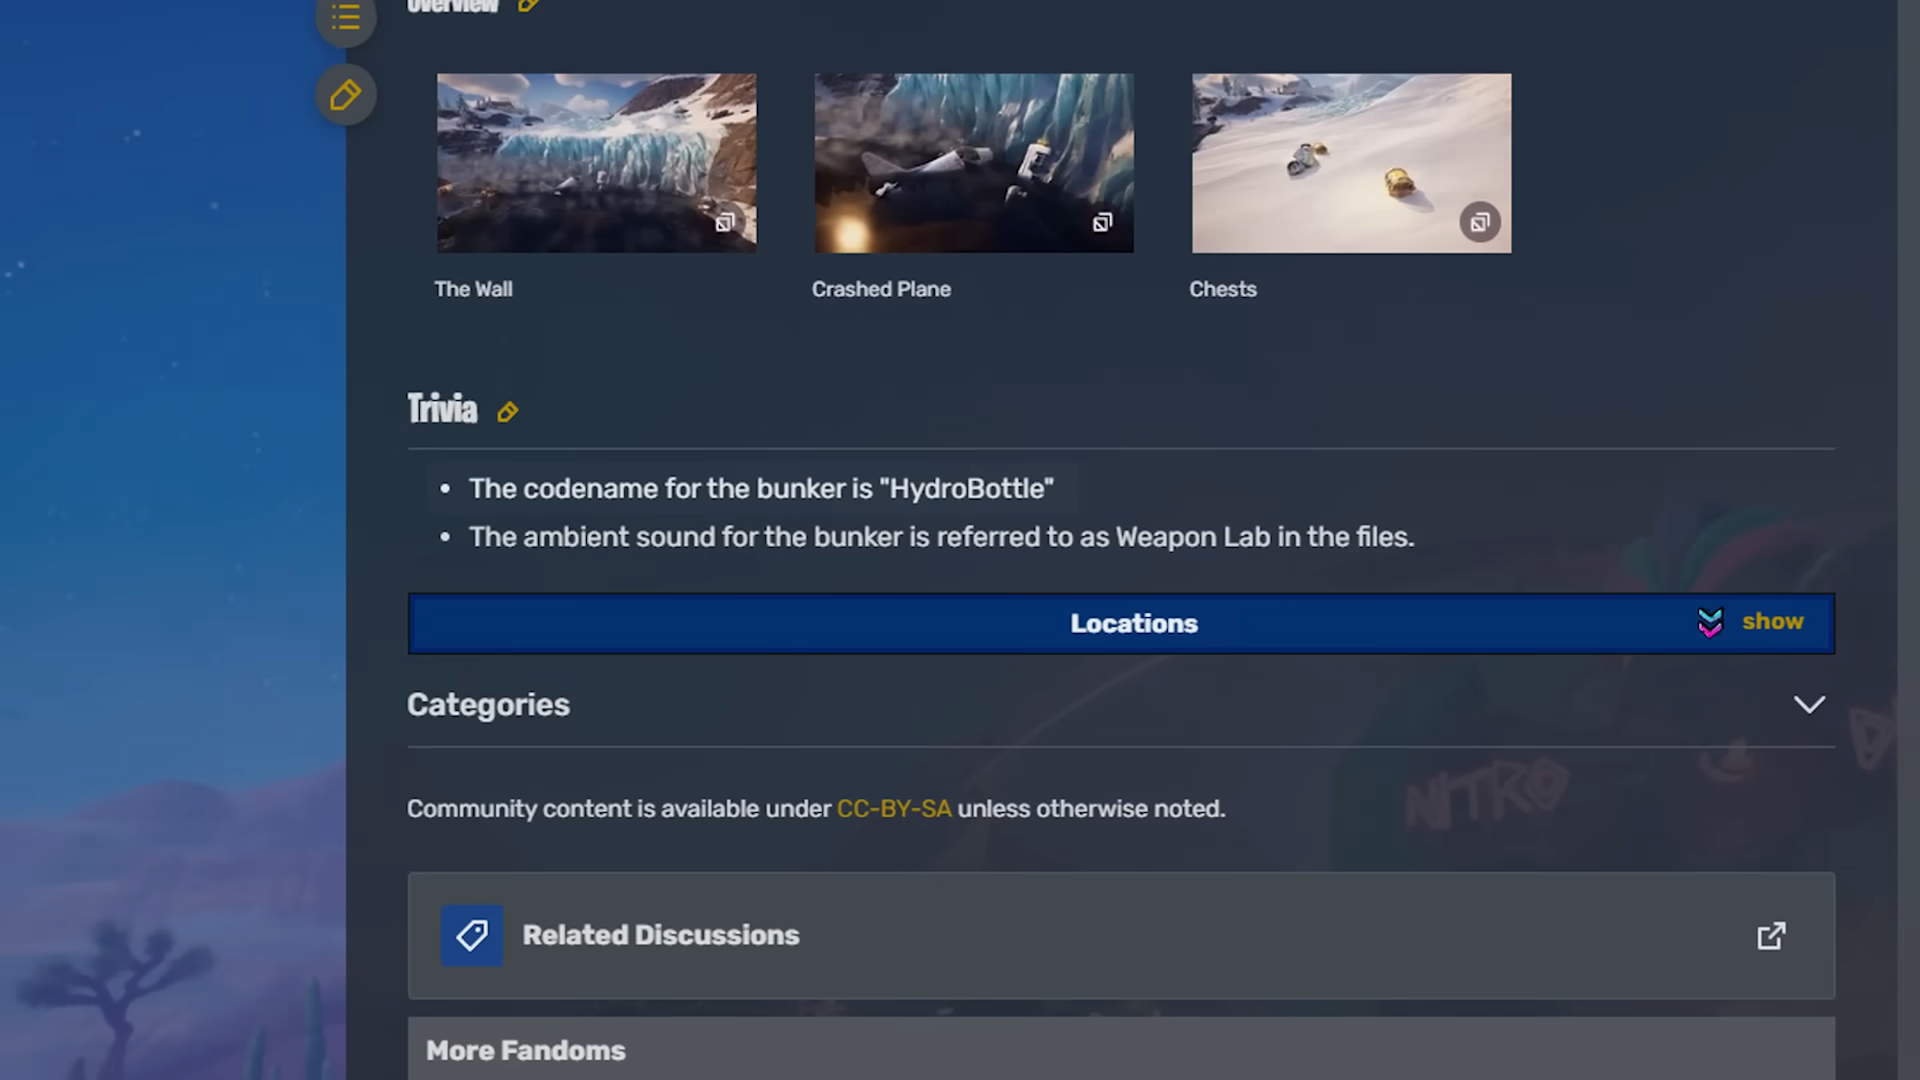 Overview
The Wall
Crashed Plane
Chests
Trivia
The codename for the bunker is "HydroBottle"
The ambient sound for the bunker is referred to as Weapon Lab in the files.
Locations
show
Categories
NITRO
Community content is available under CC-BY-SA unless otherwise noted.
Related Discussions
More Fandoms